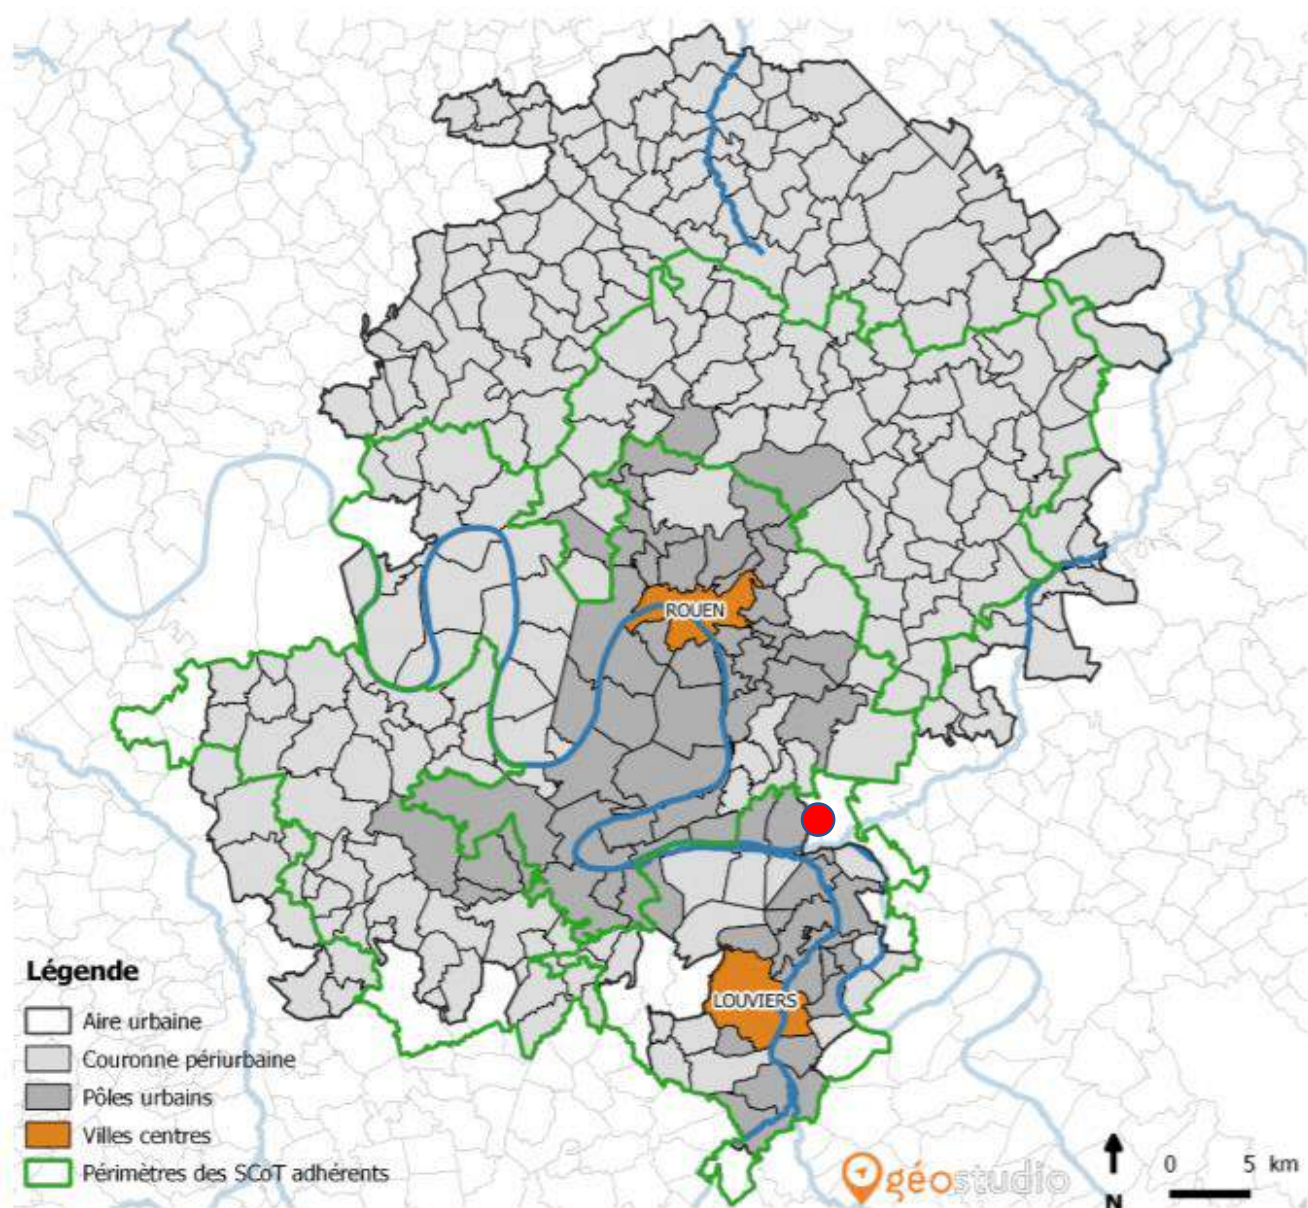 ROUEN
LOUVIERS
Légende
Aire urbaine
Couronne périurbaine
Pôles urbains
Villes centres
Périmètres des SCoT adhérents
géostudio
N
0 5 km